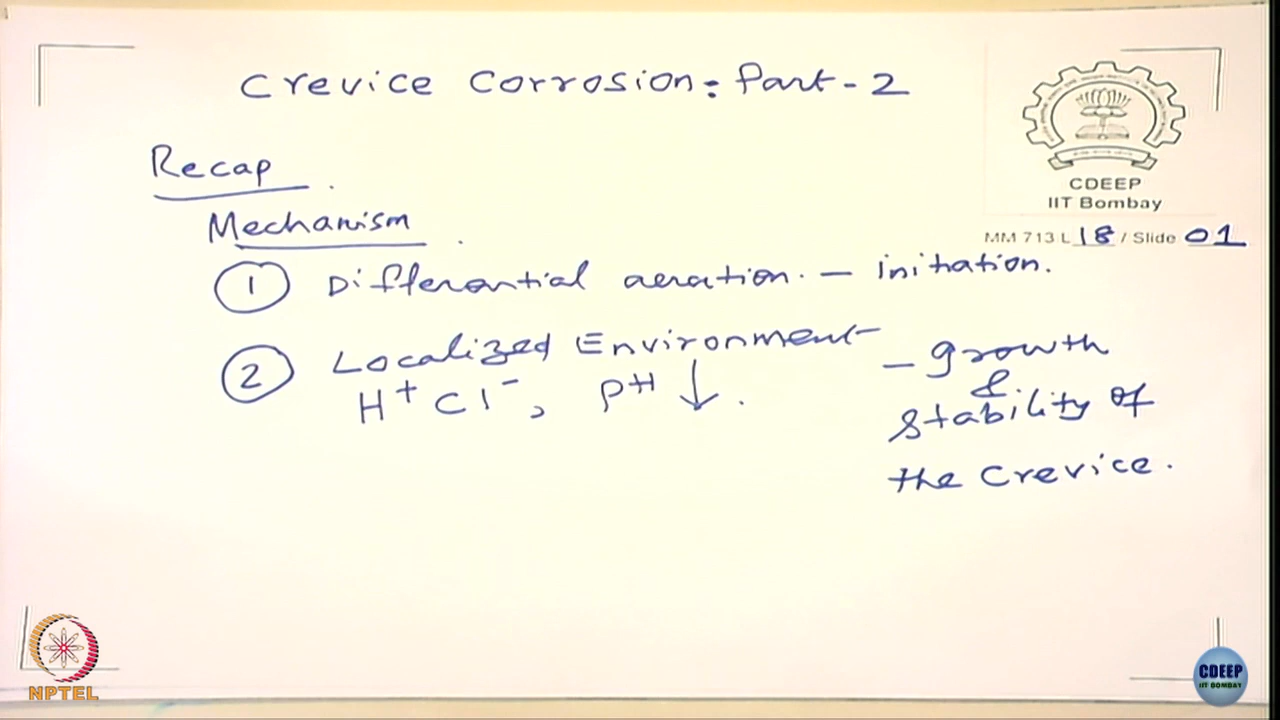 Crevice Corrosion: Part-2
Recap
CDEEP
IIT Bombay
Mechanism
MM 713 L 18 / Slide 01
1 Differential aeration. – initiation.
2 Localized Environment – growth
H+ Cl-, pH ↓. &
stability of
the Crevice.
NPTEL
CDEEP
IIT BOMBAY